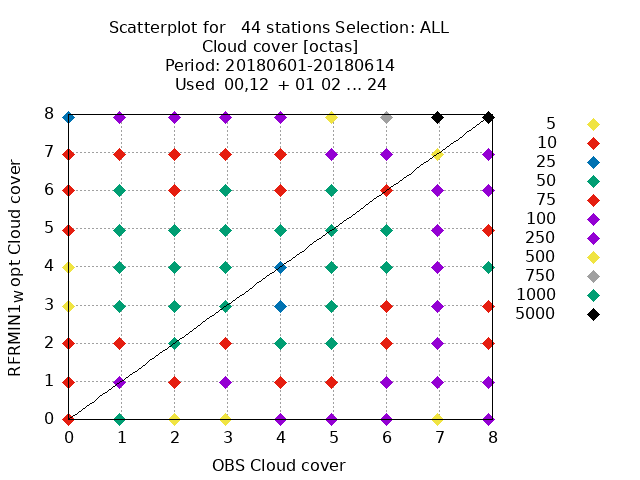 Scatterplot for 44 stations Selection: ALL
Cloud cover [octas]
Period: 20180601-20180614
Used 00,12 + 01 02 ... 24
8
7
6
5
4
3
2
1
0
RFRMIN1_W opt Cloud cover
0 1 2 3 4 5 6 7 8
OBS Cloud cover
5
10
25
50
75
100
250
500
750
1000
5000